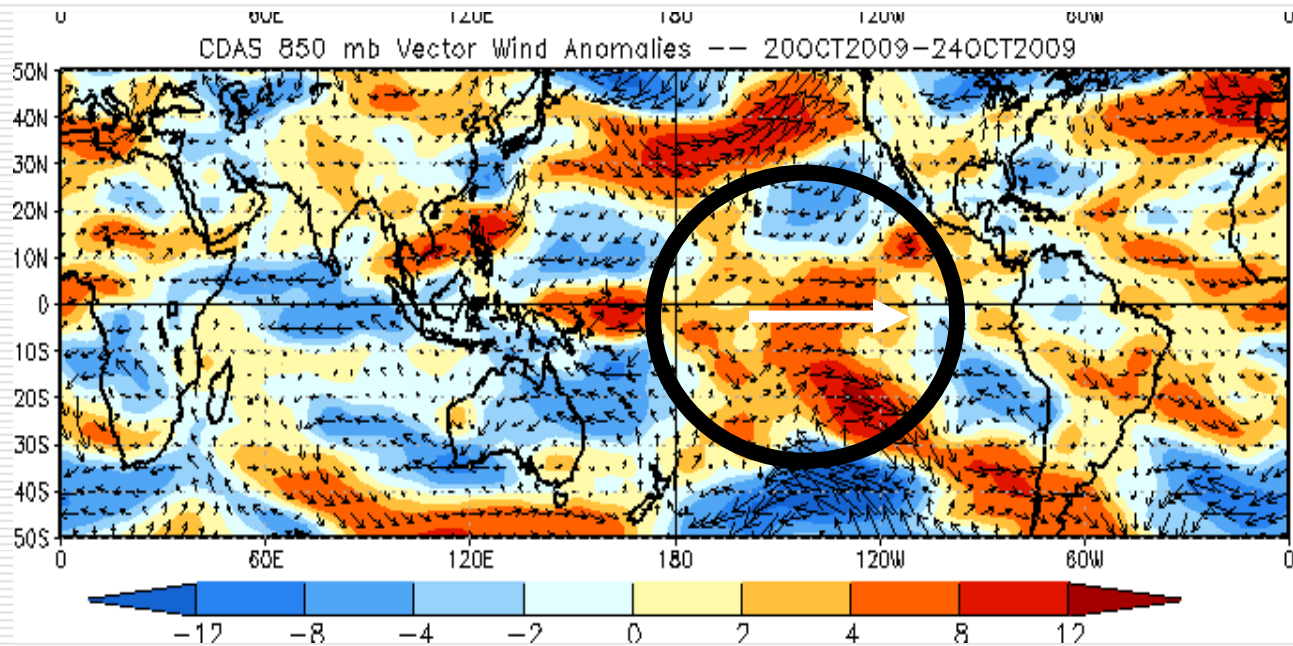 0 60E 120E 180 120W 60W 0
CDAS 850 mb Vector Wind Anomalies -- 20OCT2009-24OCT2009
50N
40N
30N
20N
10N
0
10S
20S
30S
40S
50S
0 60E 120E 180 120W 60W 0
-12 -8 -4 -2 0 2 4 8 12